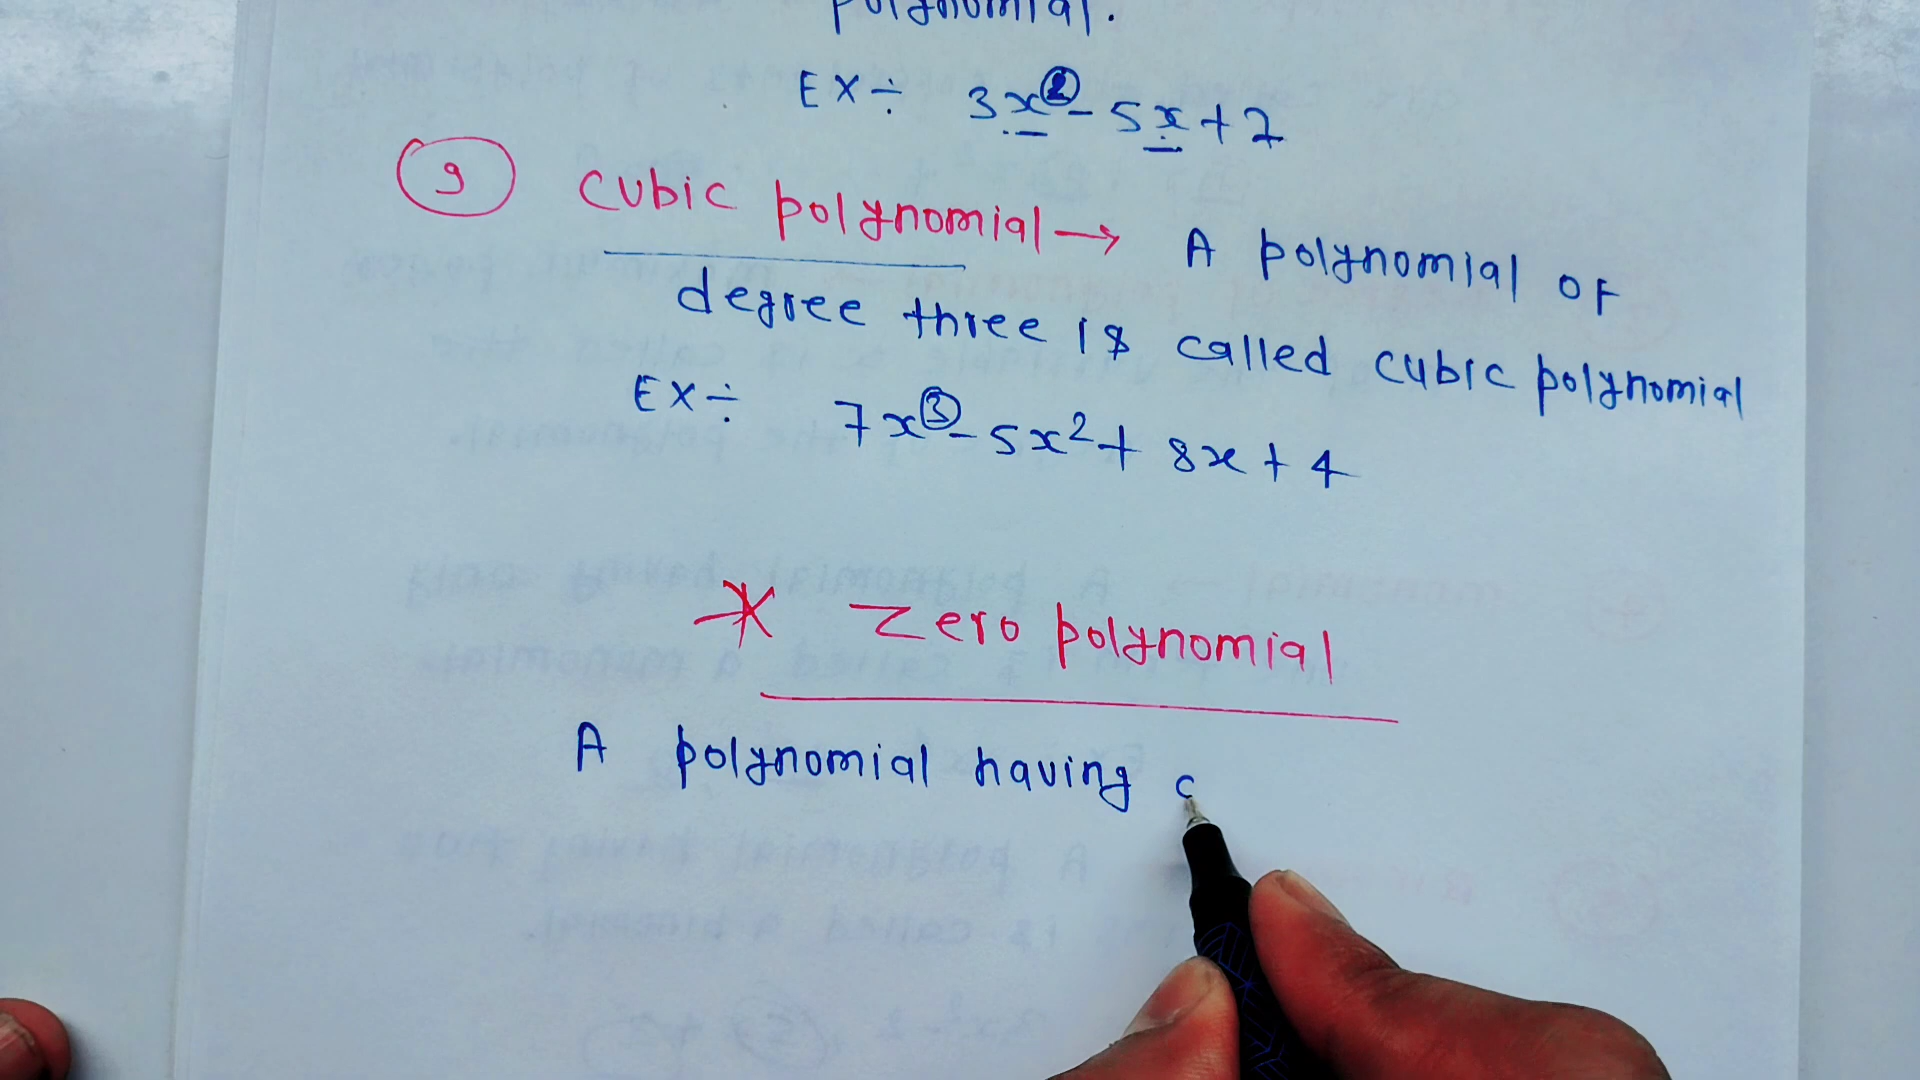 polynomial.
EX÷ 3x²- 5x+7
9 cubic polynomial → A polynomial of
degree three is called cubic polynomial
EX÷ 7x³- 5x²+ 8x + 4
* Zero polynomial
A polynomial having